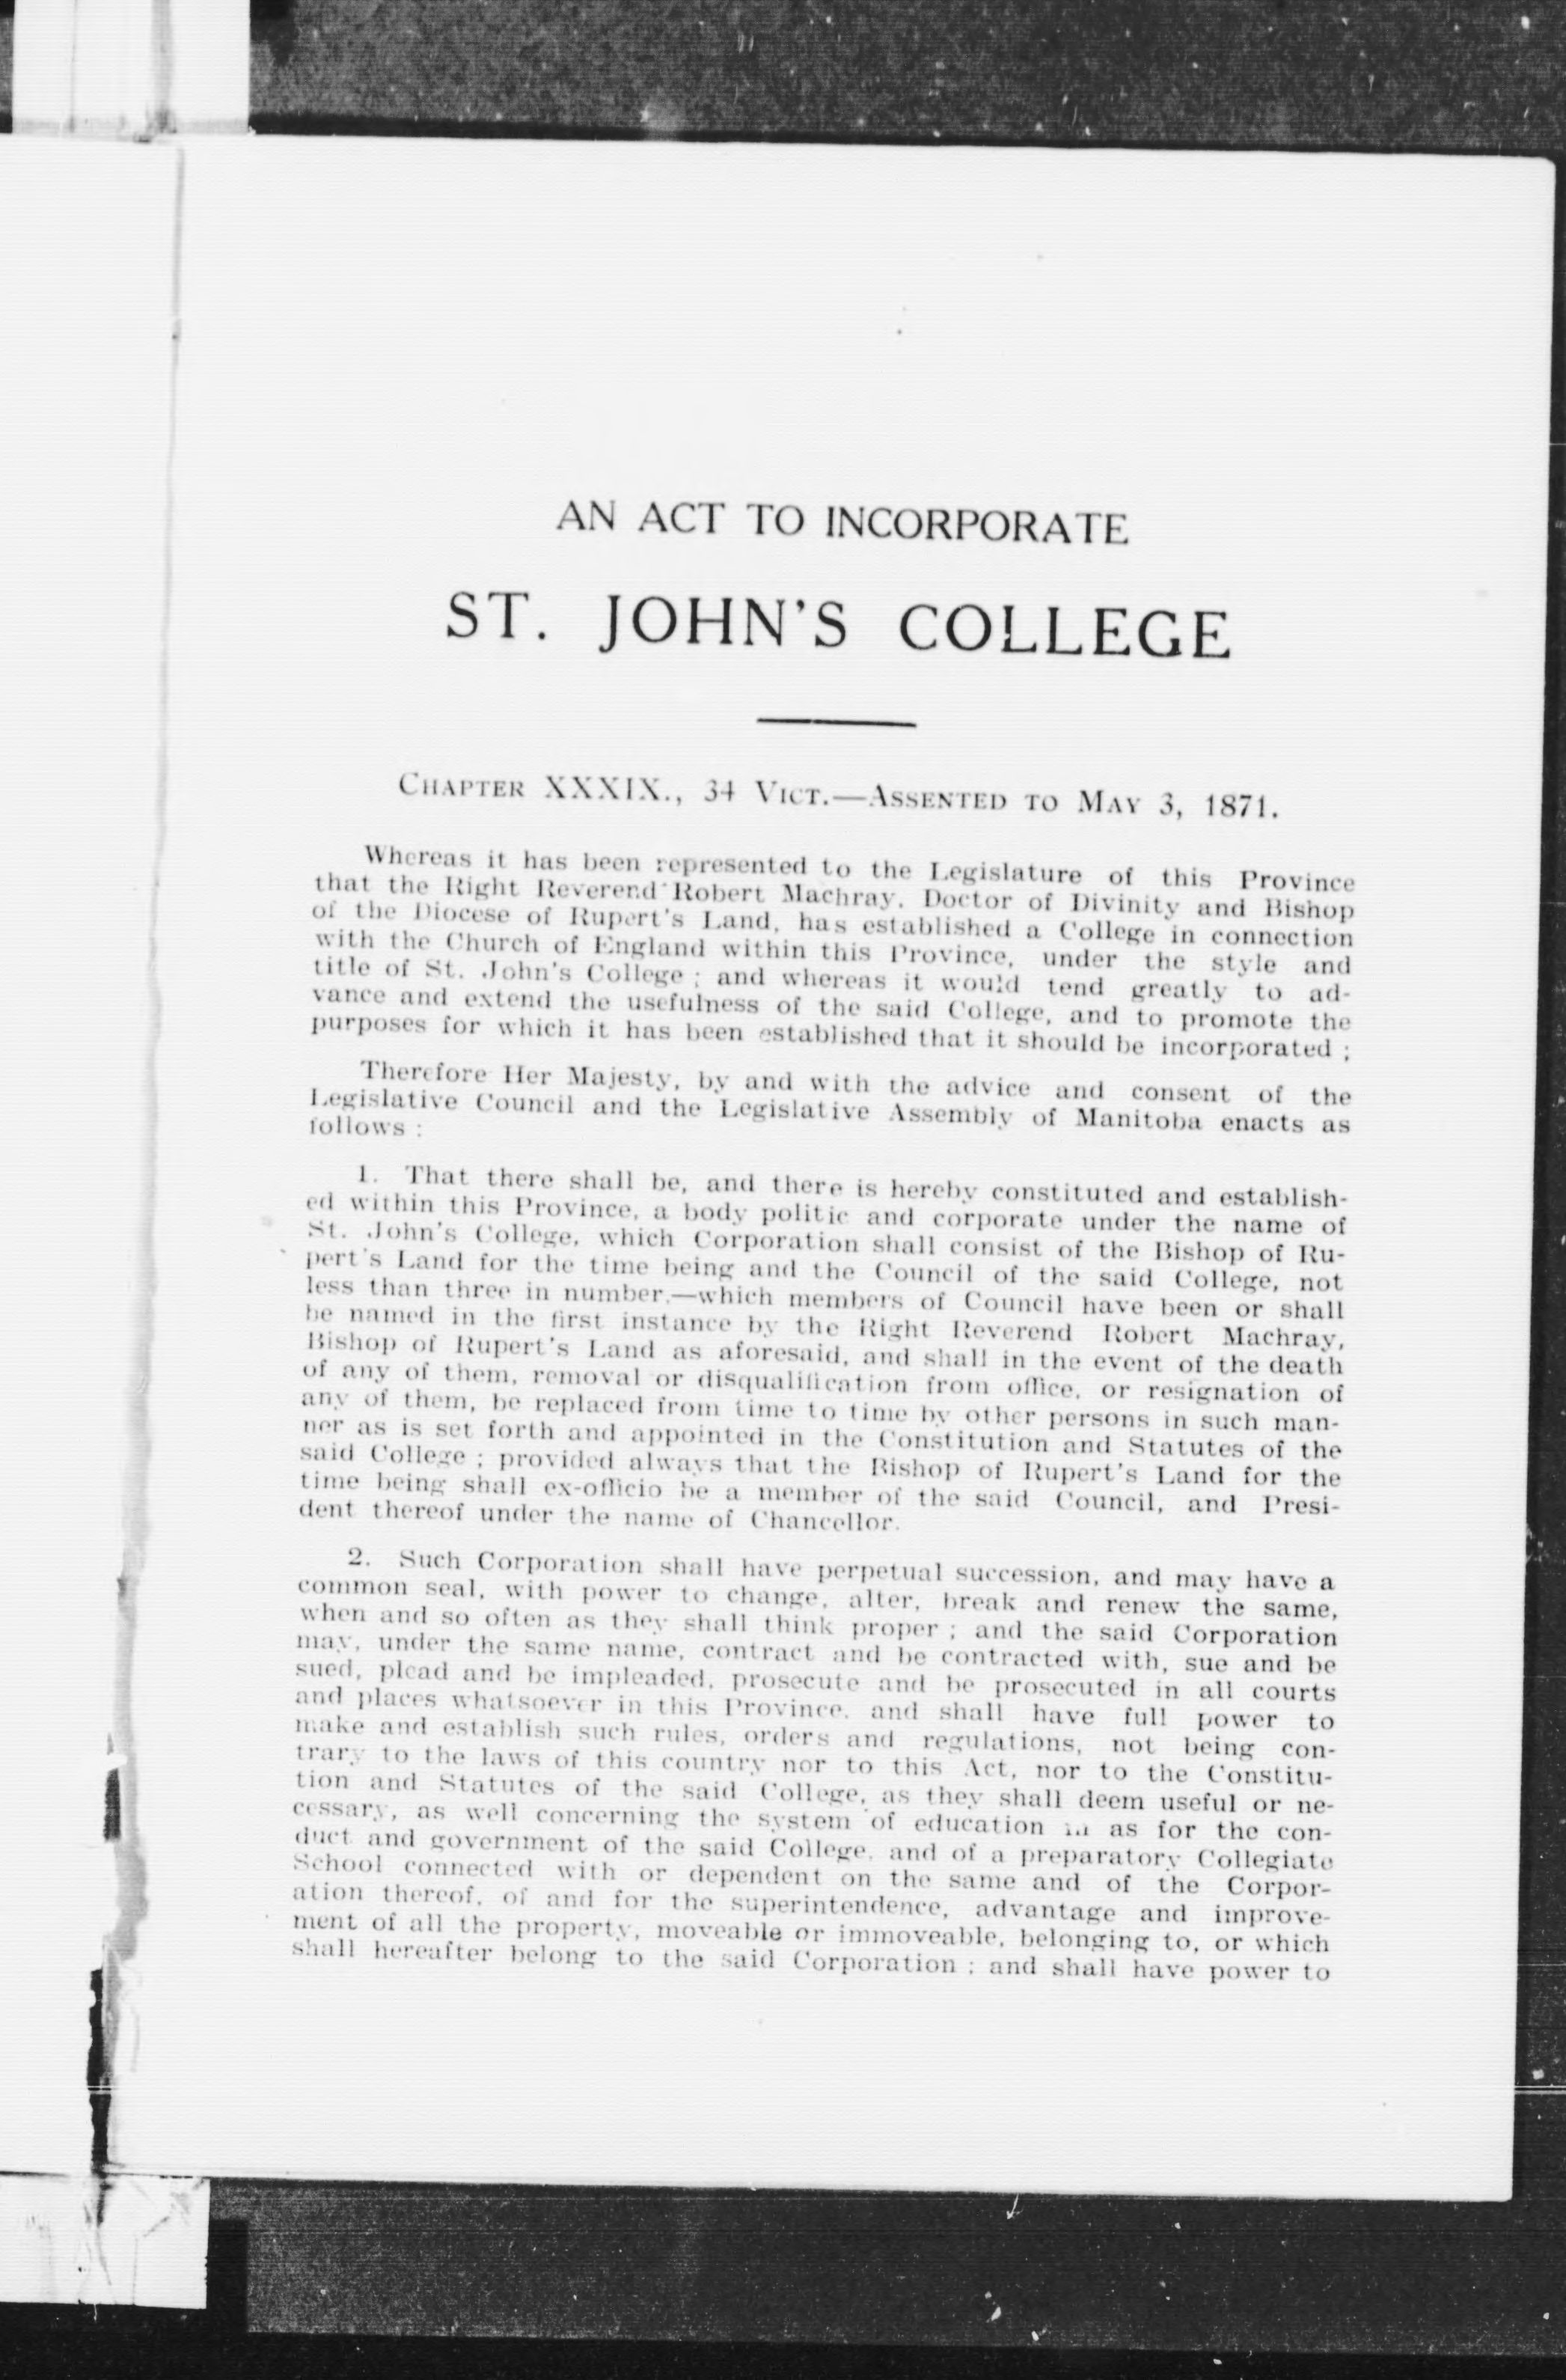 AN ACT TO INCORPORATE
ST. JOHN'S COLLEGE
CHAPTER XXXIX., 34 VICT.—ASSENTED TO MAY 3, 1871.
Whereas it has been represented to the Legislature of this Province
that the Right Reverend Robert Machray, Doctor of Divinity and Bishop
of the Diocese of Rupert's Land, has established a College in connection
with the Church of England within this Province, under the style and
title of St. John's College ; and whereas it would tend greatly to ad-
vance and extend the usefulness of the said College, and to promote the
purposes for which it has been established that it should be incorporated ;
Therefore Her Majesty, by and with the advice and consent of the
Legislative Council and the Legislative Assembly of Manitoba enacts as
follows :
1. That there shall be, and there is hereby constituted and establish-
ed within this Province, a body politic and corporate under the name of
St. John's College, which Corporation shall consist of the Bishop of Ru-
pert's Land for the time being and the Council of the said College, not
less than three in number,—which members of Council have been or shall
be named in the first instance by the Right Reverend Robert Machray,
Bishop of Rupert's Land as aforesaid, and shall in the event of the death
of any of them, removal or disqualification from office, or resignation of
any of them, be replaced from time to time by other persons in such man-
ner as is set forth and appointed in the Constitution and Statutes of the
said College ; provided always that the Bishop of Rupert's Land for the
time being shall ex-officio be a member of the said Council, and Presi-
dent thereof under the name of Chancellor.
2. Such Corporation shall have perpetual succession, and may have a
common seal, with power to change, alter, break and renew the same,
when and so often as they shall think proper ; and the said Corporation
may, under the same name, contract and be contracted with, sue and be
sued, plead and be impleaded, prosecute and be prosecuted in all courts
and places whatsoever in this Province, and shall have full power to
make and establish such rules, orders and regulations, not being con-
trary to the laws of this country nor to this Act, nor to the Constitu-
tion and Statutes of the said College, as they shall deem useful or ne-
cessary, as well concerning the system of education in as for the con-
duct and government of the said College, and of a preparatory Collegiate
School connected with or dependent on the same and of the Corpor-
ation thereof, of and for the superintendence, advantage and improve-
ment of all the property, moveable or immoveable, belonging to, or which
shall hereafter belong to the said Corporation ; and shall have power to